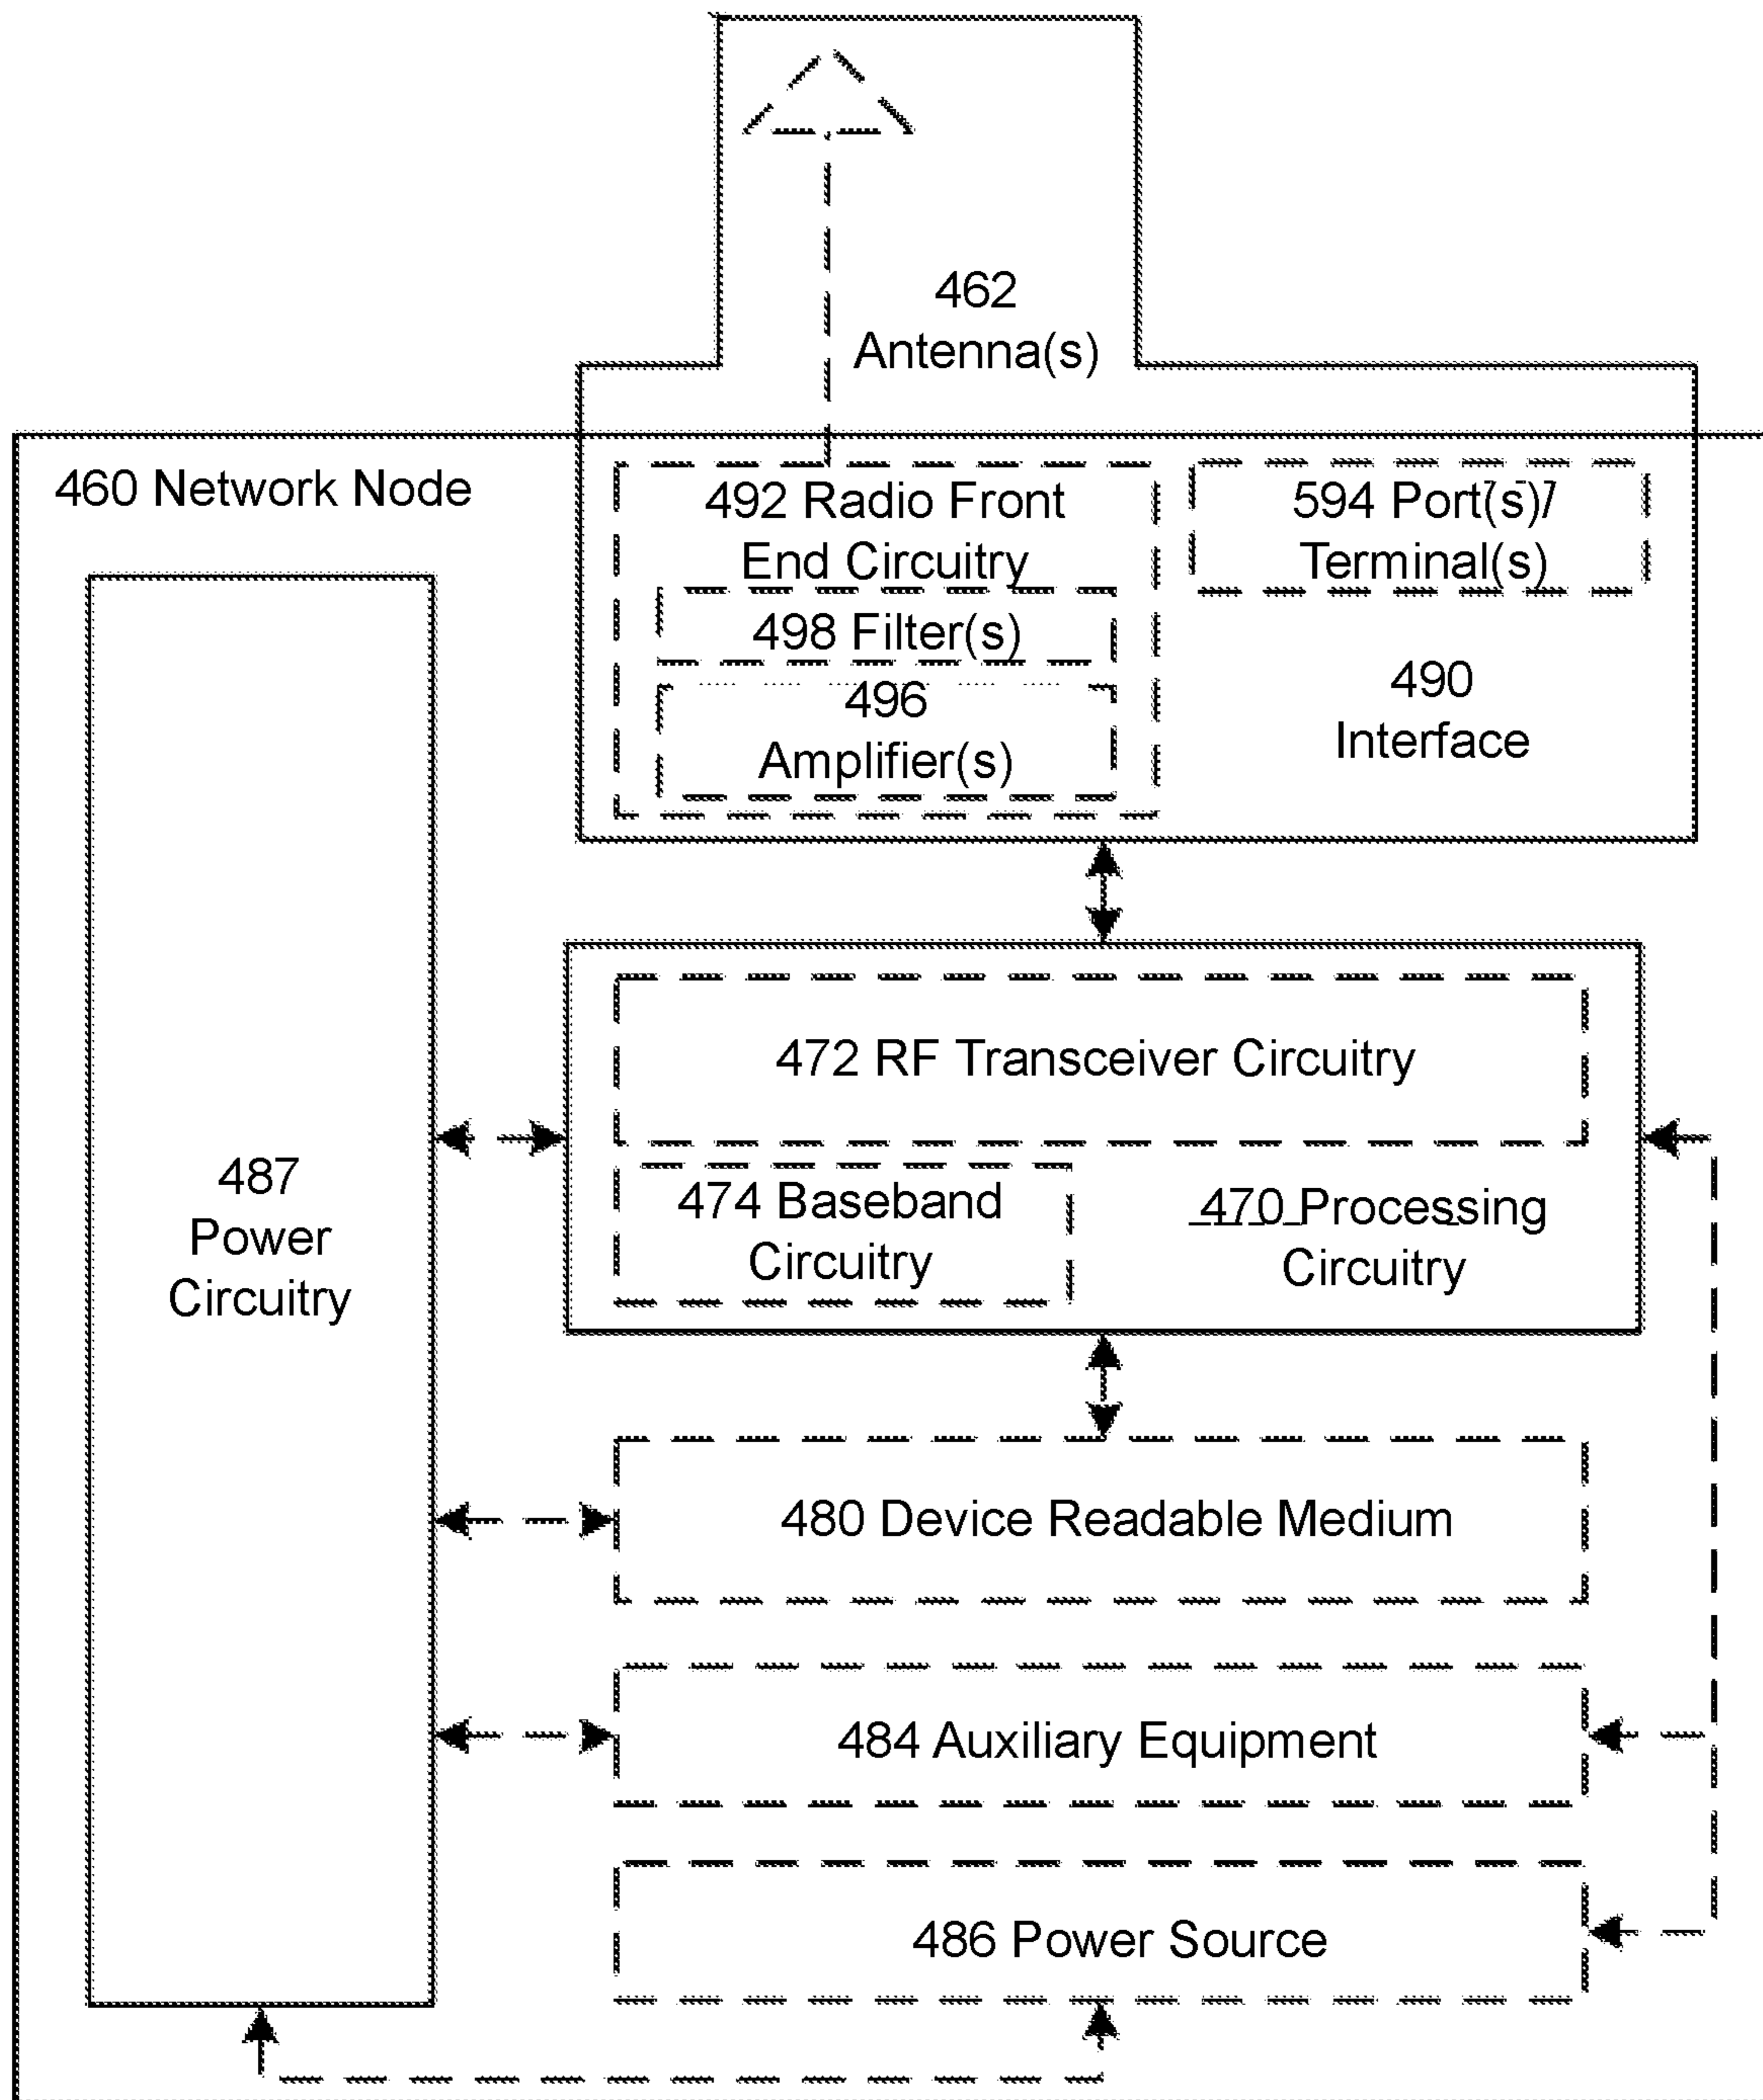 462
Antenna(s)
460 Network Node
492 Radio Front
End Circuitry
594 Port(s)/
Terminal(s)
498 Filter(s)
496
Amplifier(s)
490
Interface
472 RF Transceiver Circuitry
487
Power
Circuitry
474 Baseband
Circuitry
470 Processing
Circuitry
480 Device Readable Medium
484 Auxiliary Equipment
486 Power Source